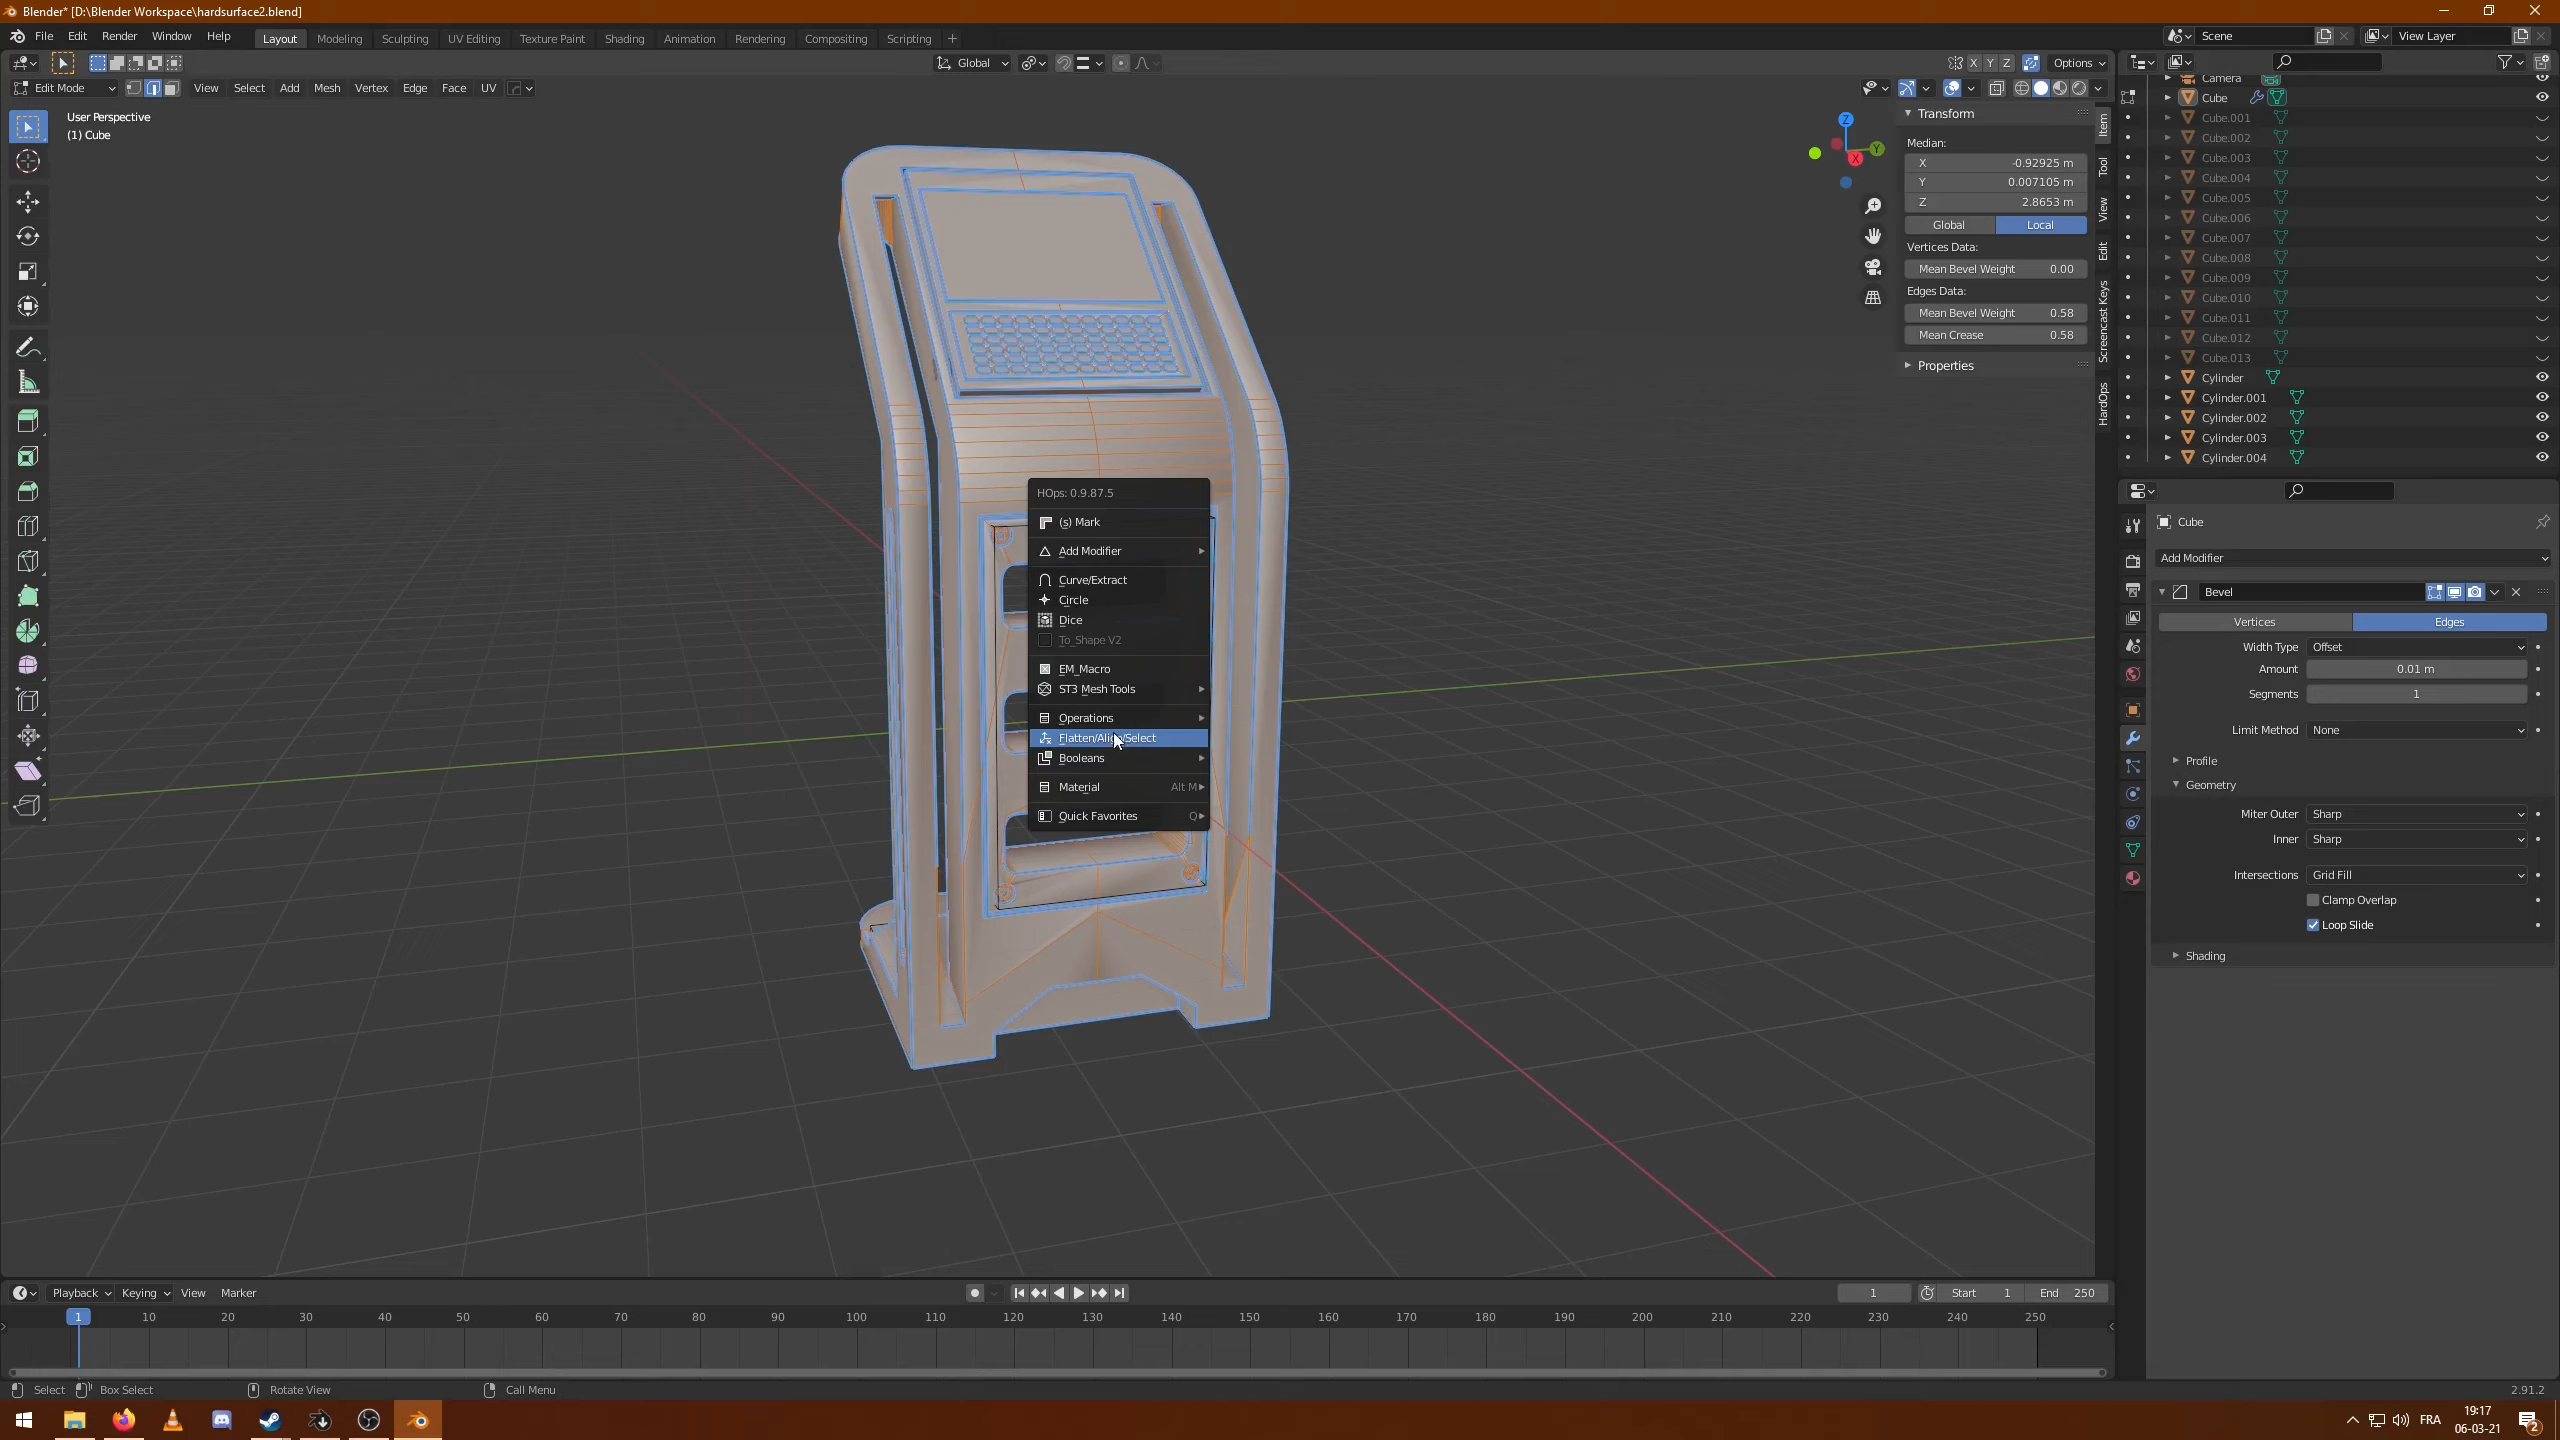 Blender* [D:\Blender Workspace\hardsurface2.blend]
File Edit Render Window Help Layout Modeling Sculpting UV Editing Texture Paint Shading Animation Rendering Compositing Scripting + Scene View Layer
Global X Y Z Options
Edit Mode View Select Add Mesh Vertex Edge Face UV
User Perspective
(1) Cube
Z
Y
X
Transform
Median:
X -0.92925 m
Y 0.007105 m
Z 2.8653 m
Global Local
Vertices Data:
Mean Bevel Weight 0.00
Edges Data:
Mean Bevel Weight 0.58
Mean Crease 0.58
Properties
Item
Tool
View
Edit
Screencast Keys
HardOps
Camera
Cube
Cube.001
Cube.002
Cube.003
Cube.004
Cube.005
Cube.006
Cube.007
Cube.008
Cube.009
Cube.010
Cube.011
Cube.012
Cube.013
Cylinder
Cylinder.001
Cylinder.002
Cylinder.003
Cylinder.004
HOps: 0.9.87.5
(s) Mark
Add Modifier
Curve/Extract
Circle
Dice
To_Shape V2
EM_Macro
ST3 Mesh Tools
Operations
Flatten/Align/Select
Booleans
Material Alt M
Quick Favorites Q
Cube
Add Modifier
Bevel
Vertices Edges
Width Type Offset
Amount 0.01 m
Segments 1
Limit Method None
Profile
Geometry
Miter Outer Sharp
Inner Sharp
Intersections Grid Fill
Clamp Overlap
Loop Slide
Shading
Playback Keying View Marker 1 Start 1 End 250
1 10 20 30 40 50 60 70 80 90 100 110 120 130 140 150 160 170 180 190 200 210 220 230 240 250
Select Box Select Rotate View Call Menu 2.91.2
FRA
19:17
06-03-21
2